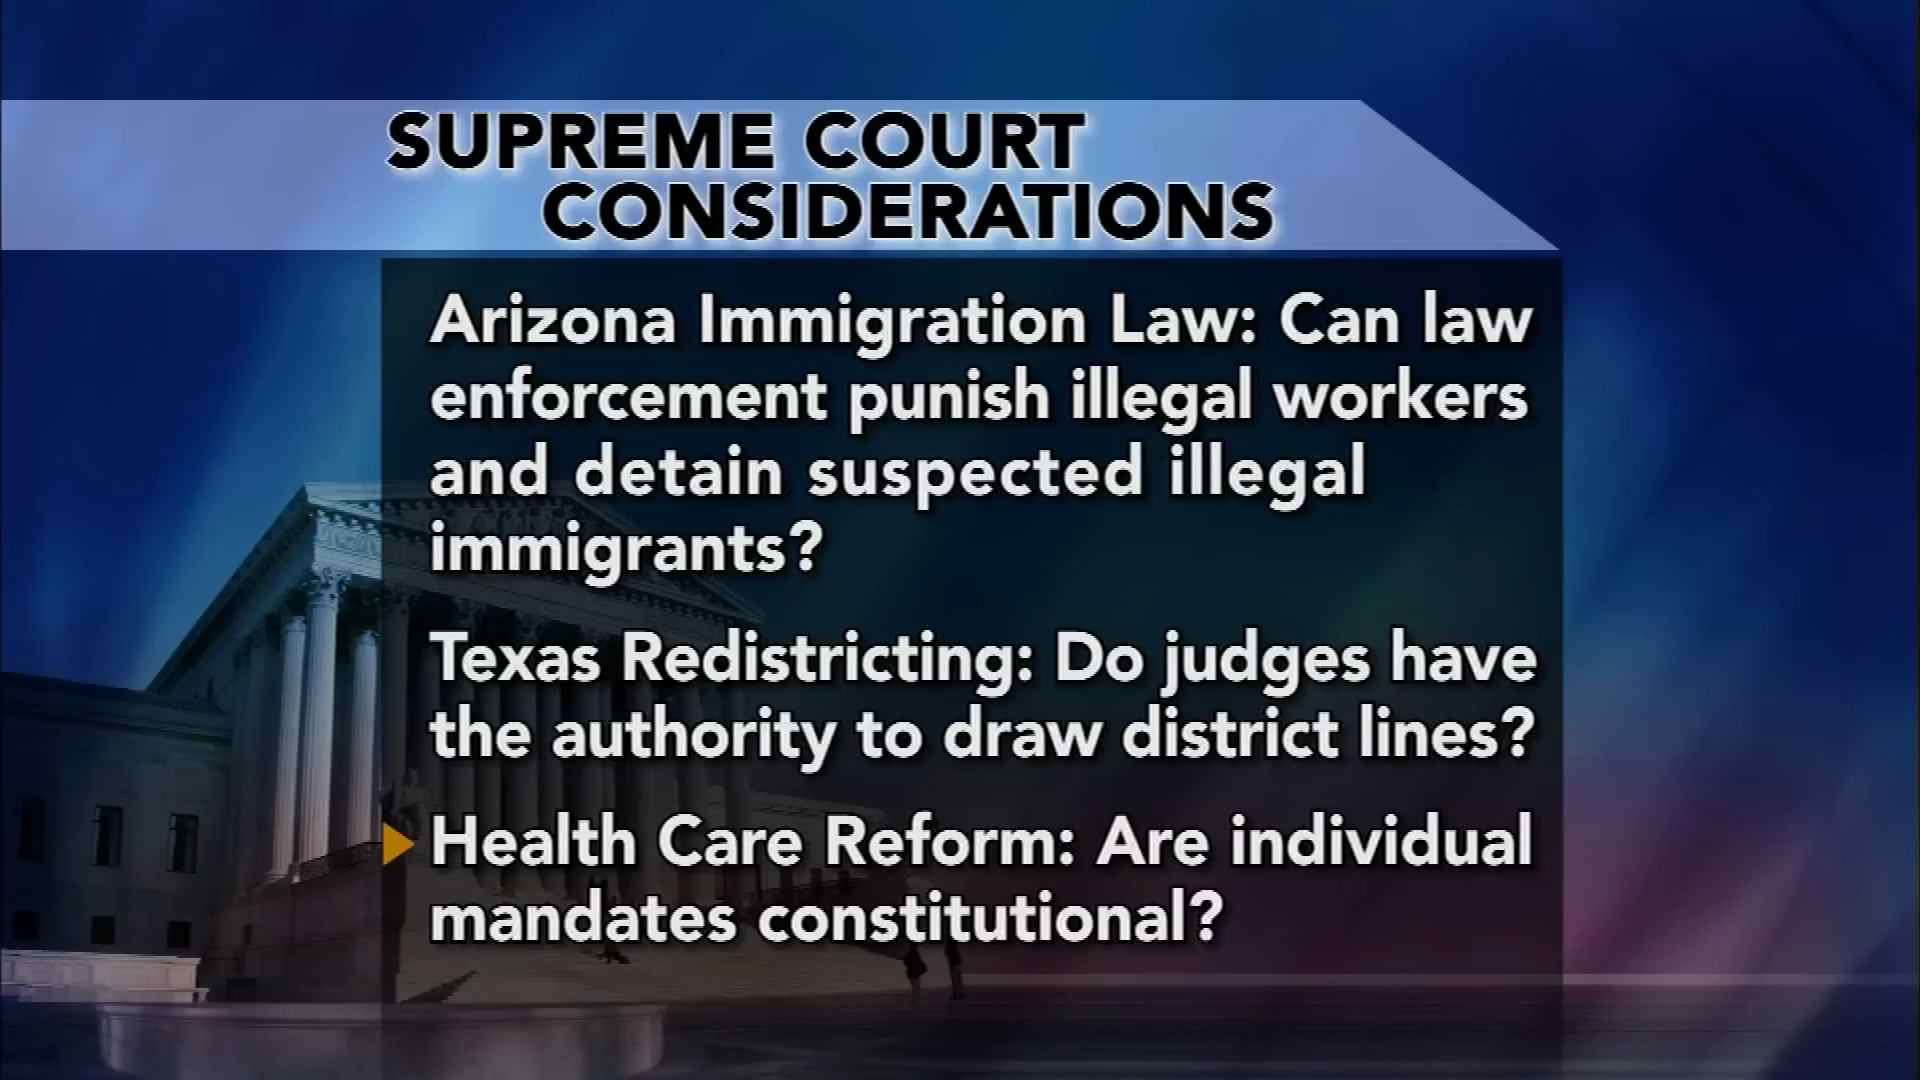 SUPREME COURT
CONSIDERATIONS
Arizona Immigration Law: Can law
enforcement punish illegal workers
and detain suspected illegal
immigrants?
Texas Redistricting: Do judges have
the authority to draw district lines?
Health Care Reform: Are individual
mandates constitutional?